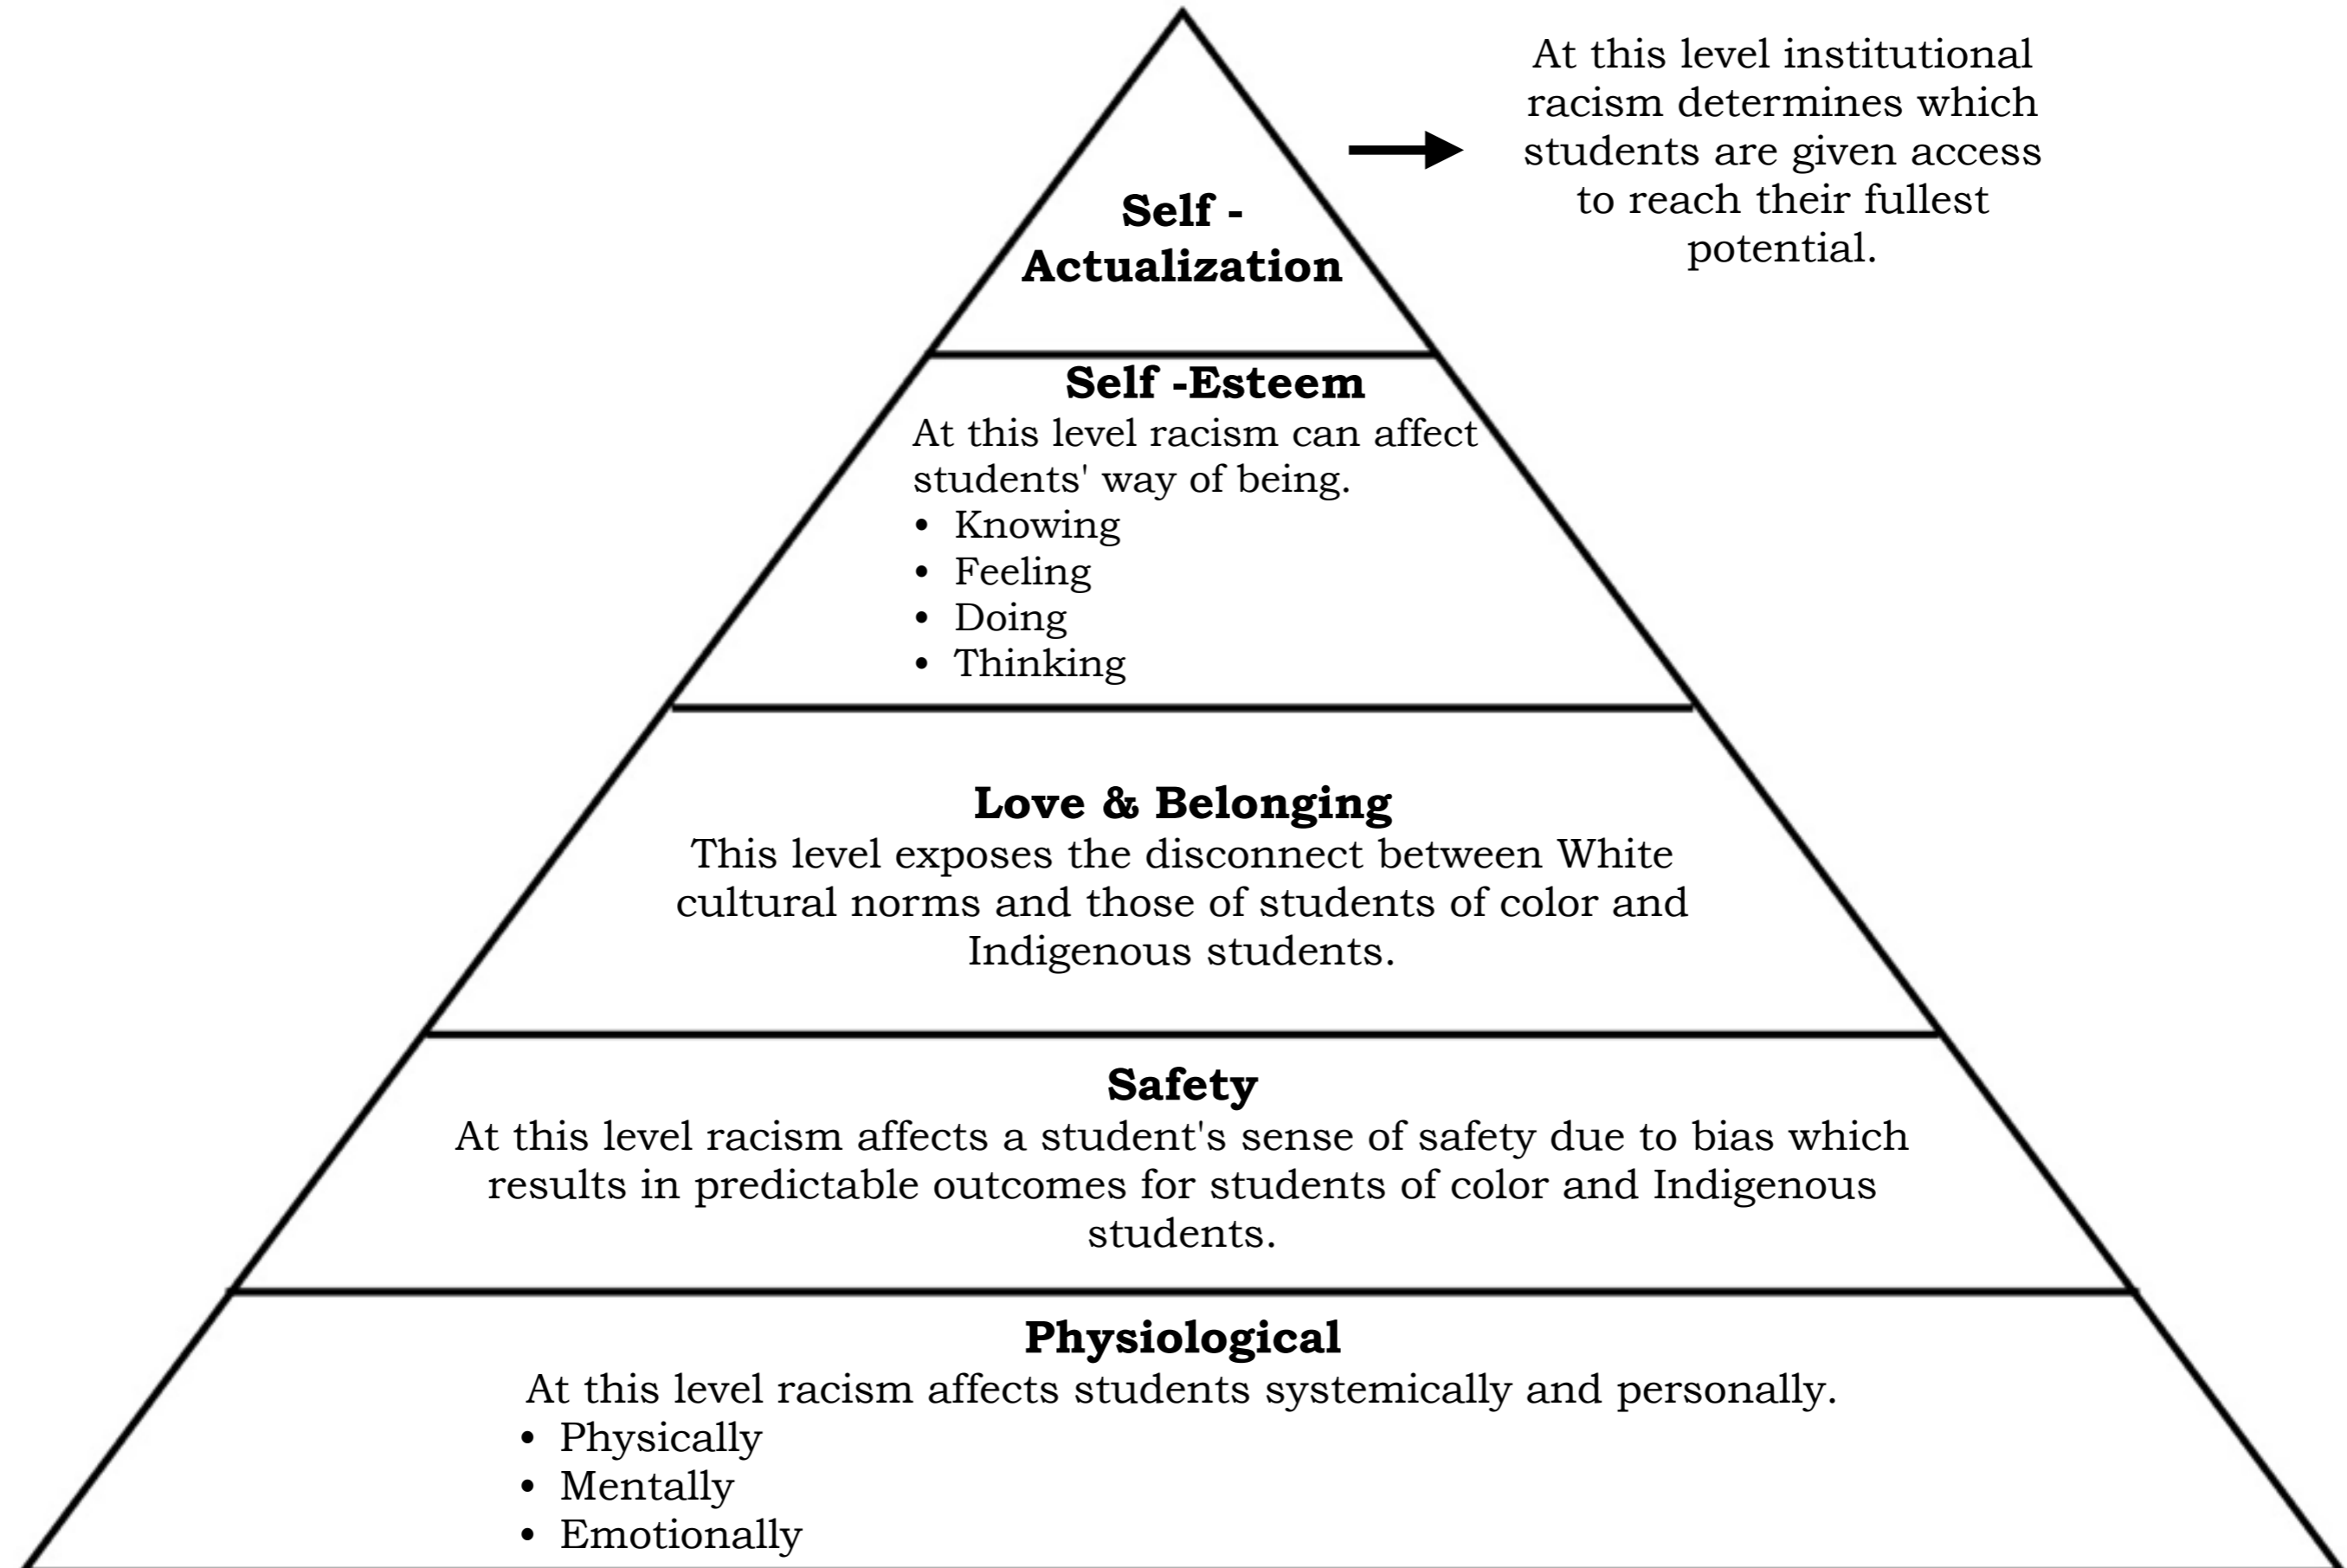 At this level institutional
racism determines which
students are given access
to reach their fullest
potential.
Self -
Actualization
Self -Esteem
At this level racism can affect
students' way of being.
• Knowing
• Feeling
• Doing
• Thinking
Love & Belonging
This level exposes the disconnect between White
cultural norms and those of students of color and
Indigenous students.
Safety
At this level racism affects a student's sense of safety due to bias which
results in predictable outcomes for students of color and Indigenous
students.
Physiological
At this level racism affects students systemically and personally.
• Physically
• Mentally
• Emotionally